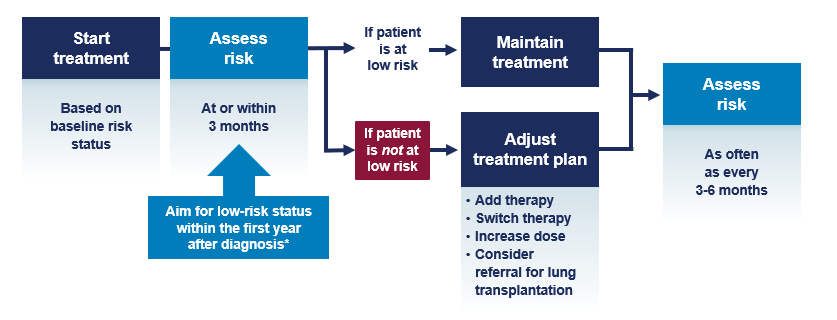 Start
treatment
Based on
baseline risk
status
Assess
risk
At or within
3 months
Aim for low-risk status
within the first year
after diagnosis*
If patient
is at
low risk
Maintain
treatment
If patient
is not at
low risk
Adjust
treatment plan
• Add therapy
• Switch therapy
• Increase dose
• Consider
referral for lung
transplantation
Assess
risk
As often
as every
3-6 months